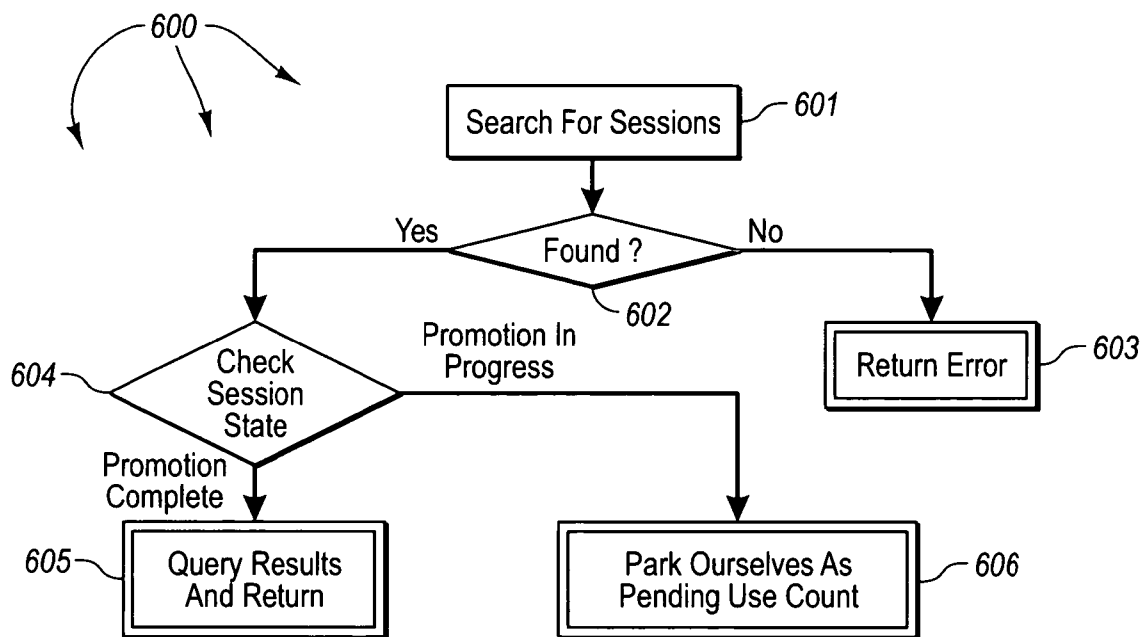 600
Search For Sessions
601
Yes
Found ?
No
602
Promotion In
Progress
604
Check
Session
State
Return Error
603
Promotion
Complete
605
Query Results
And Return
Park Ourselves As
Pending Use Count
606